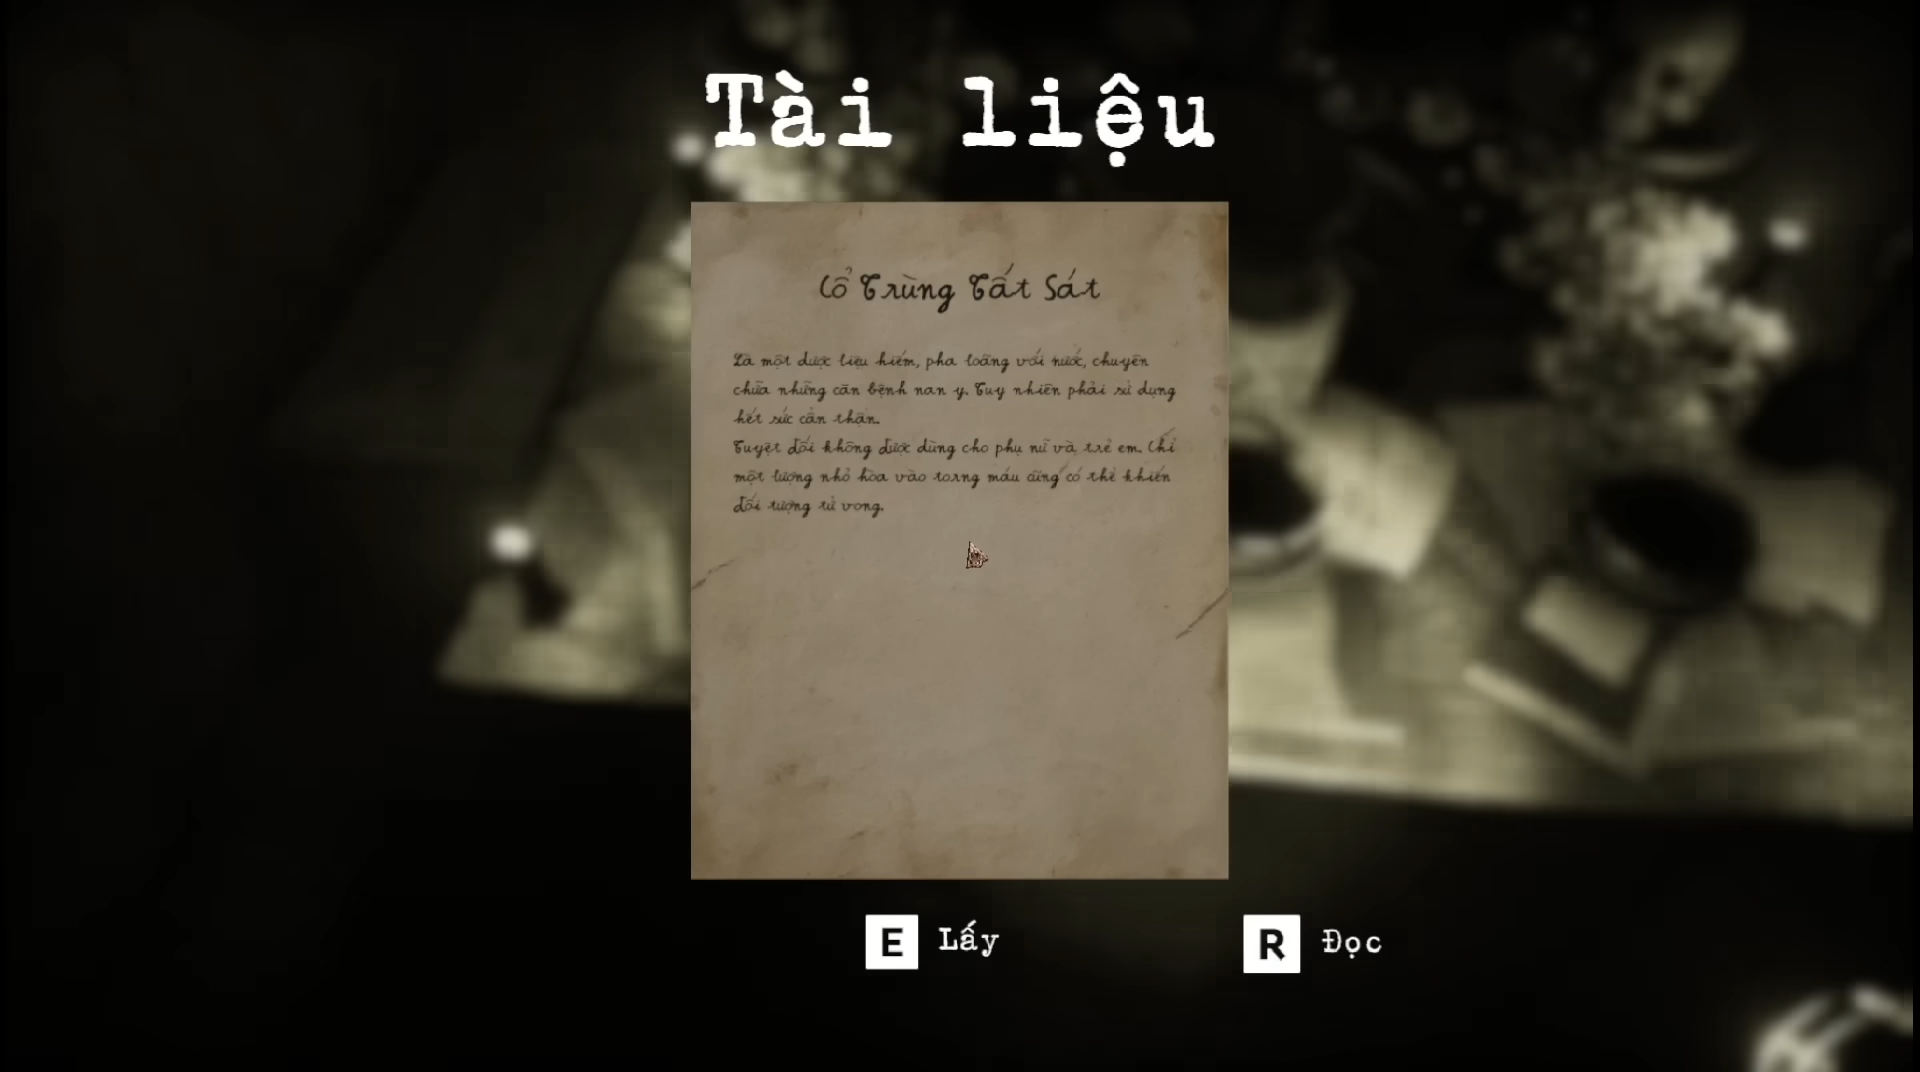 Tài liệu
Cổ Trùng Tất Sát
Là một dược liệu hiếm, pha loãng với nước, chuyên
chữa những căn bệnh nan y. Tuy nhiên phải sử dụng
hết sức cẩn thận.
Tuyệt đối không được dùng cho phụ nữ và trẻ em. Chỉ
một lượng nhỏ hòa vào torng máu cũng có thể khiến
đối tượng tử vong.
E Lấy
R Đọc